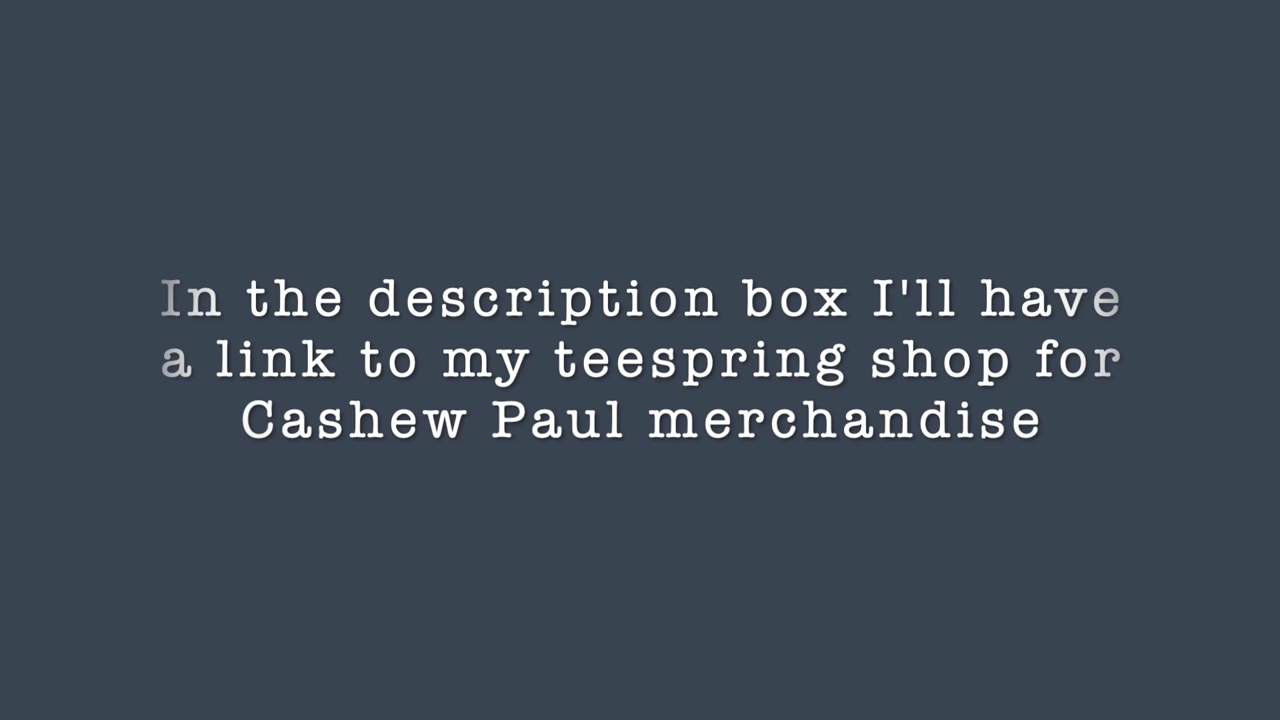 In the description box I'll have
a link to my teespring shop for
Cashew Paul merchandise